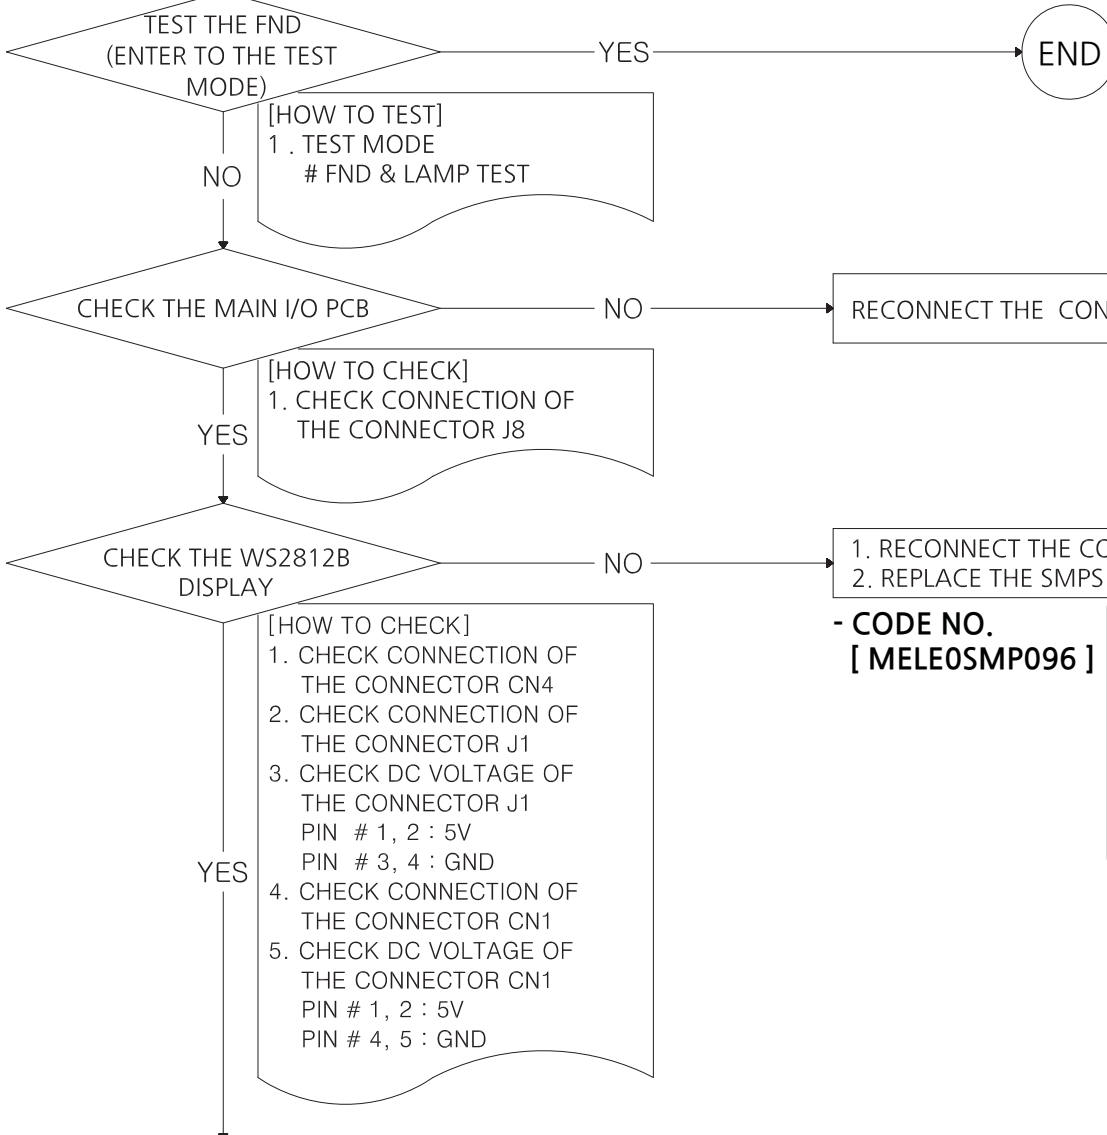 TEST THE FND
(ENTER TO THE TEST
MODE)
YES
END
[HOW TO TEST]
1 . TEST MODE
# FND & LAMP TEST
NO
CHECK THE MAIN I/O PCB
NO
RECONNECT THE CON
[HOW TO CHECK]
1. CHECK CONNECTION OF
THE CONNECTOR J8
YES
CHECK THE WS2812B
DISPLAY
NO
1. RECONNECT THE CO
2. REPLACE THE SMPS
- CODE NO.
[ MELE0SMP096 ]
[HOW TO CHECK]
1. CHECK CONNECTION OF
THE CONNECTOR CN4
2. CHECK CONNECTION OF
THE CONNECTOR J1
3. CHECK DC VOLTAGE OF
THE CONNECTOR J1
PIN # 1, 2 : 5V
PIN # 3, 4 : GND
YES
4. CHECK CONNECTION OF
THE CONNECTOR CN1
5. CHECK DC VOLTAGE OF
THE CONNECTOR CN1
PIN # 1, 2 : 5V
PIN # 4, 5 : GND